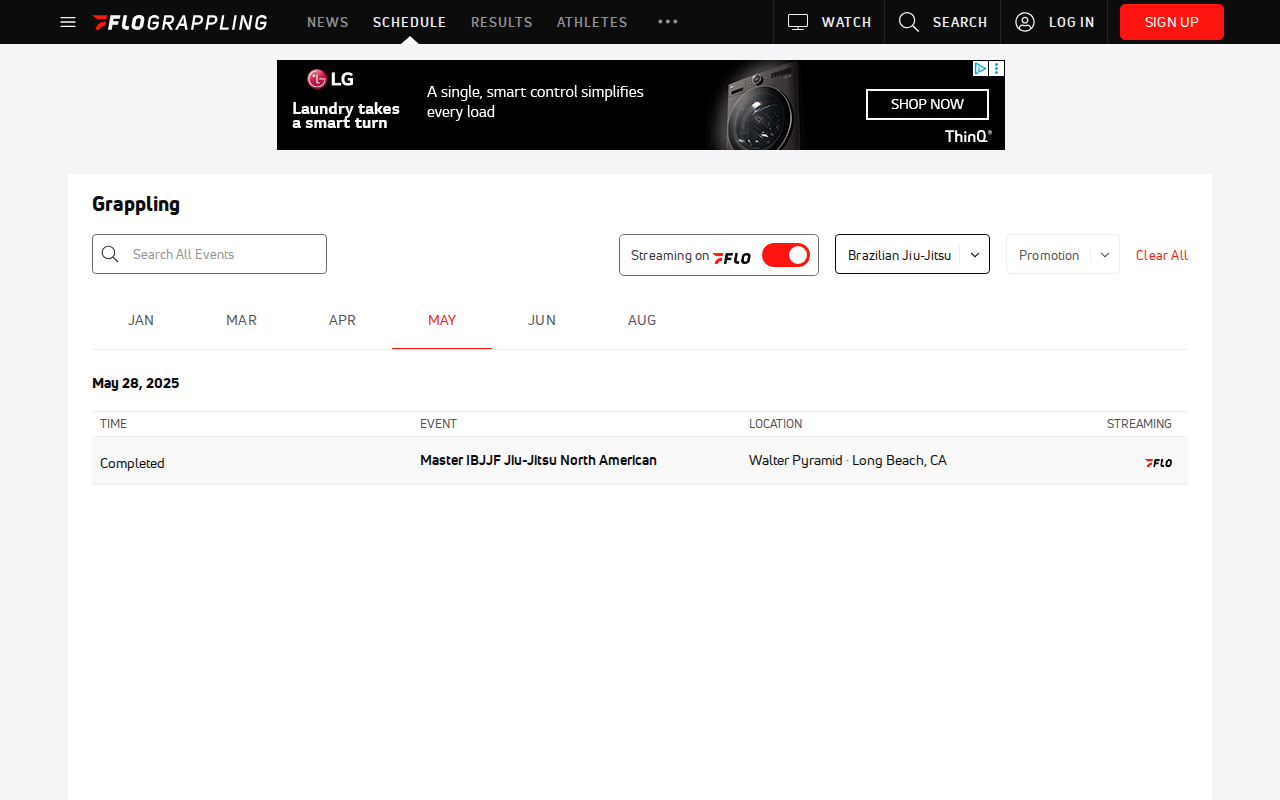 FLOGRAPPLING NEWS SCHEDULE RESULTS ATHLETES WATCH SEARCH LOG IN SIGN UP
LG
Laundry takes
a smart turn
A single, smart control simplifies
every load
SHOP NOW
ThinQ®
Grappling
Search All Events
Streaming on FLO
Brazilian Jiu-Jitsu
Promotion
Clear All
JAN MAR APR MAY JUN AUG
May 28, 2025
TIME EVENT LOCATION STREAMING
Completed Master IBJJF Jiu-Jitsu North American Walter Pyramid · Long Beach, CA FLO